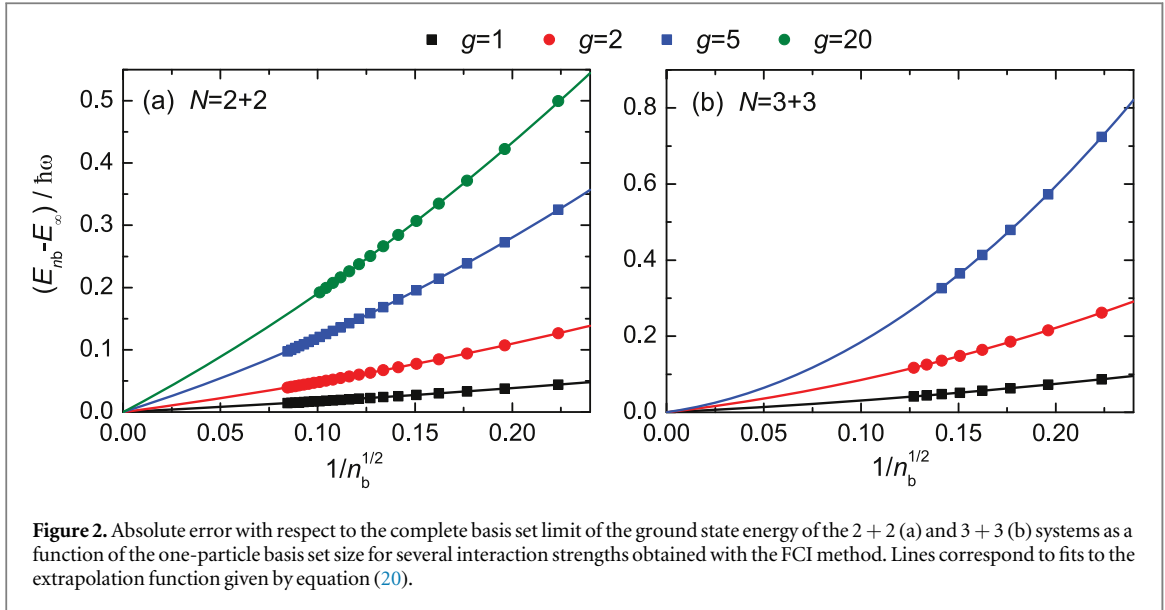 g=1 g=2 g=5 g=20
(a) N=2+2
(b) N=3+3
(E_nb-E_∞) / ħω
0.5
0.4
0.3
0.2
0.1
0.0
0.8
0.6
0.4
0.2
0.0
0.00 0.05 0.10 0.15 0.20
0.00 0.05 0.10 0.15 0.20
1/n_b^1/2
1/n_b^1/2
Figure 2. Absolute error with respect to the complete basis set limit of the ground state energy of the 2 + 2 (a) and 3 + 3 (b) systems as a
function of the one-particle basis set size for several interaction strengths obtained with the FCI method. Lines correspond to fits to the
extrapolation function given by equation (20).